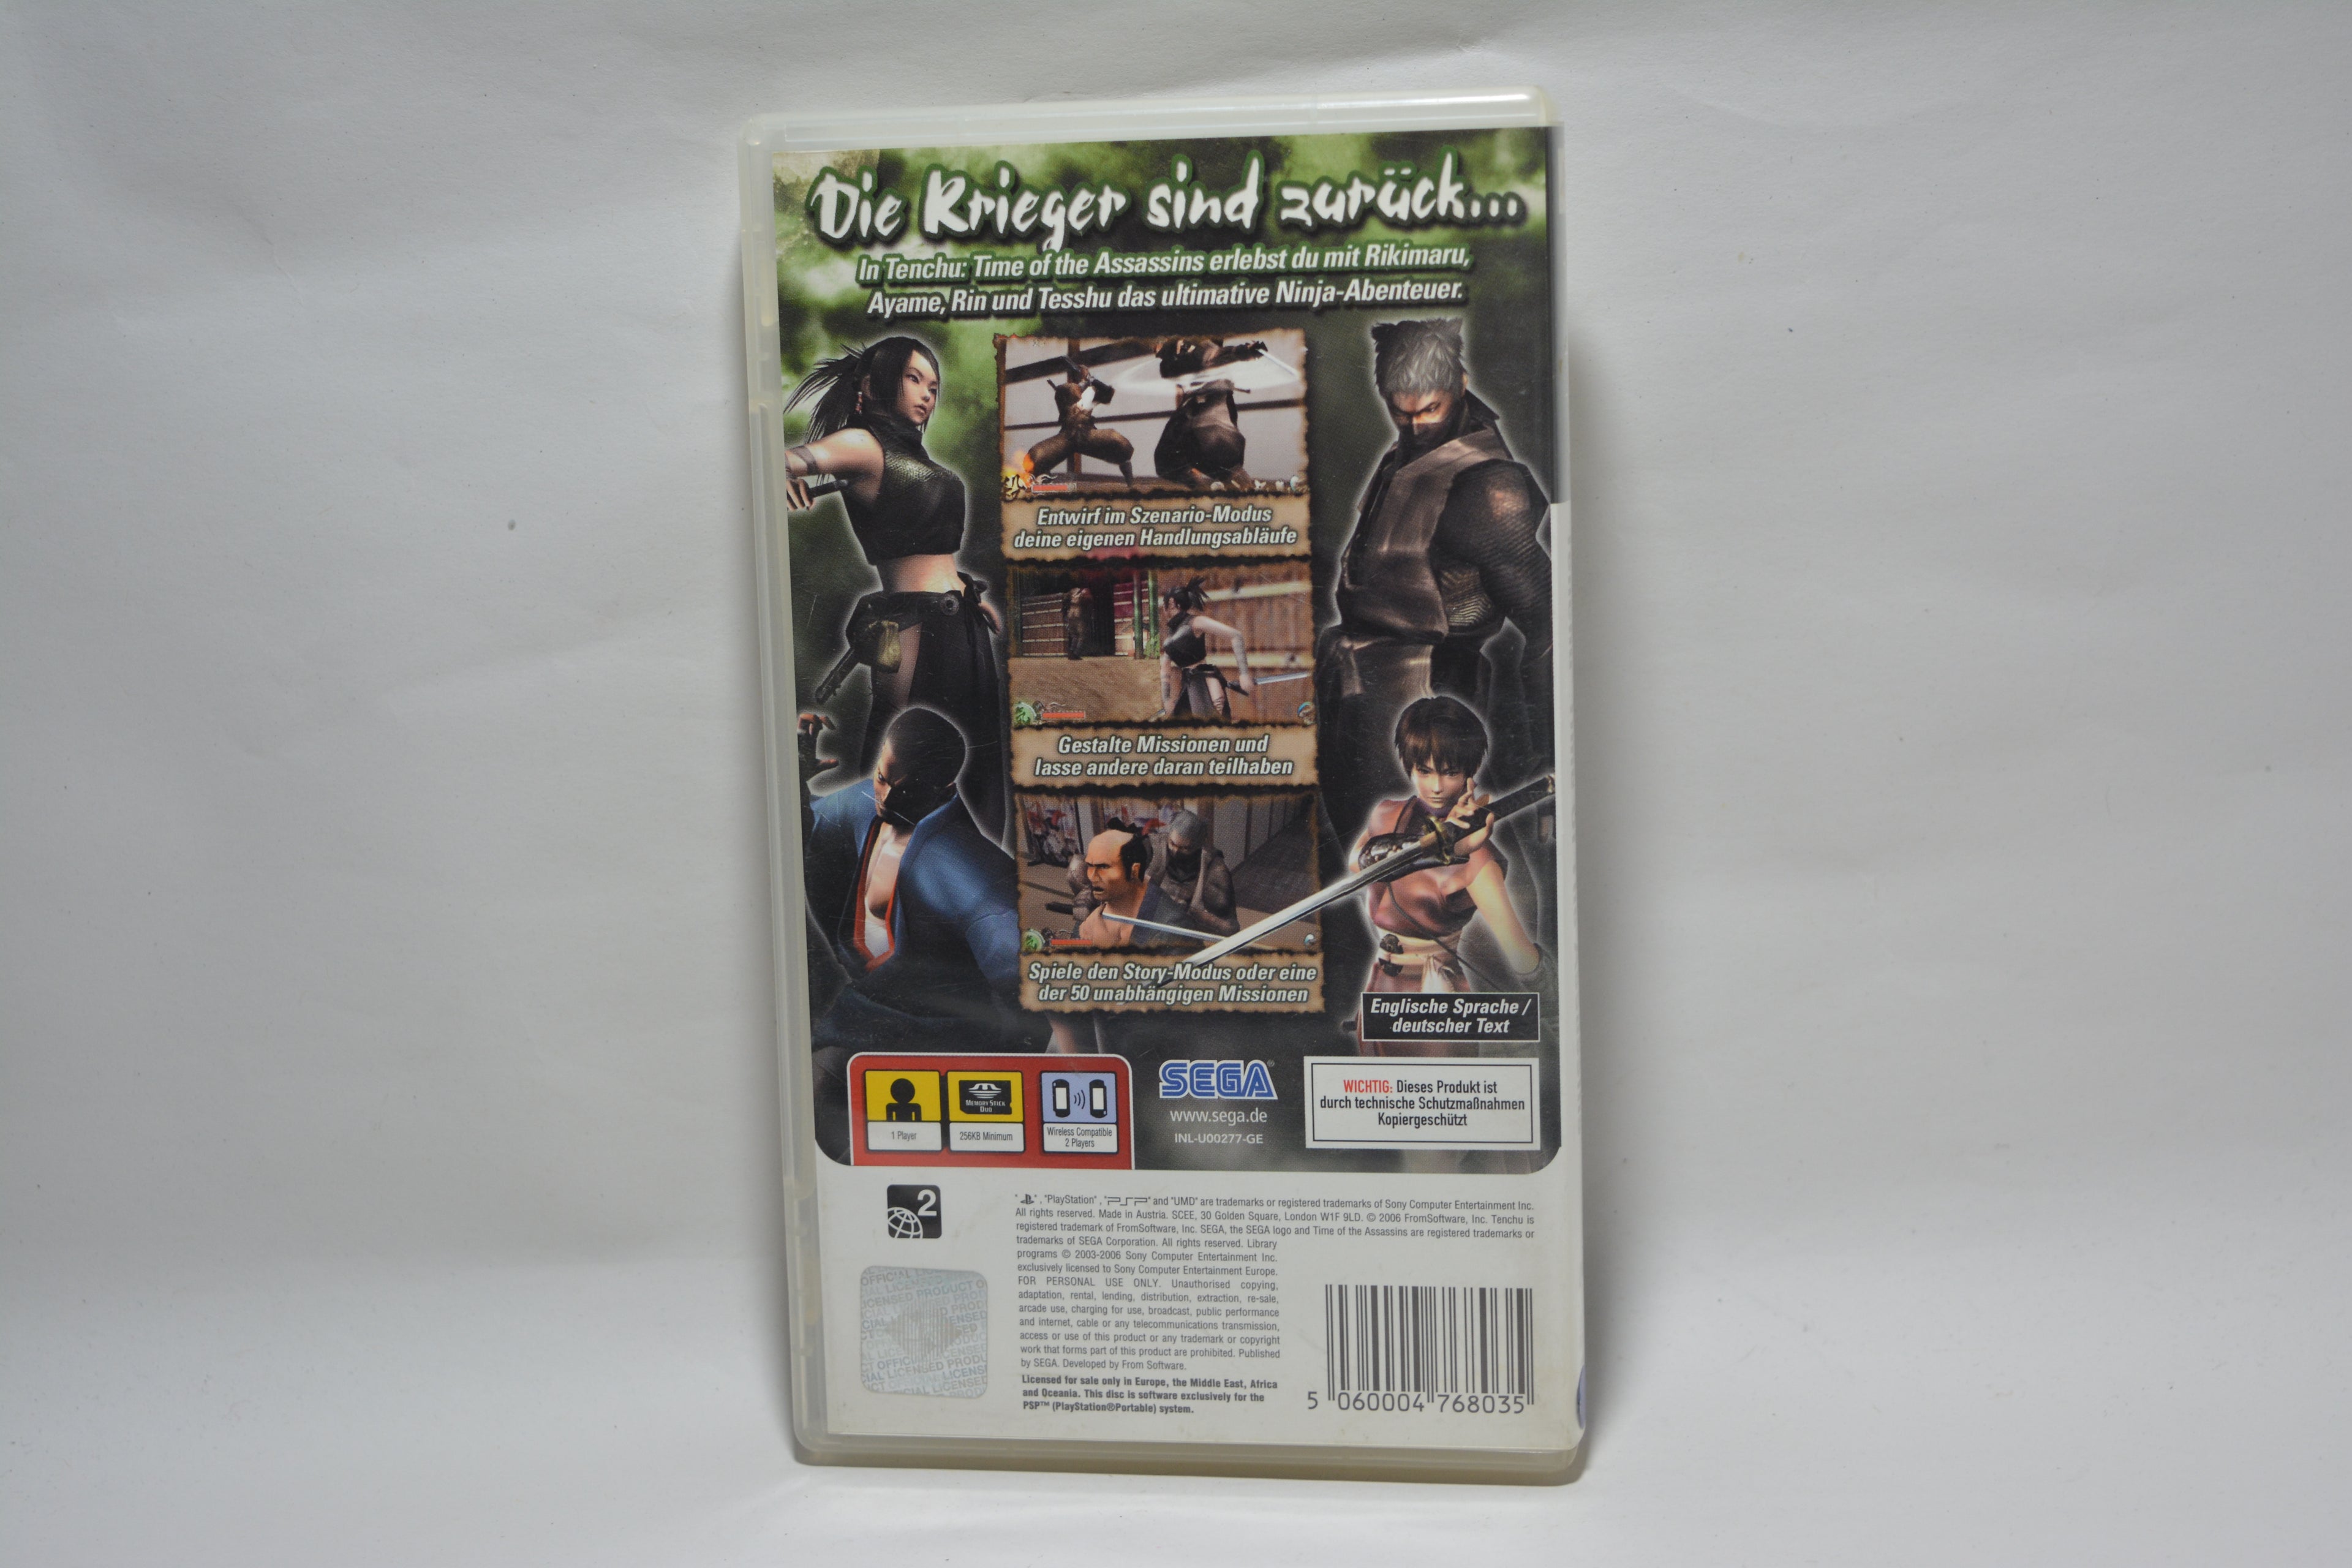 Die Krieger sind zurück...
In Tenchu: Time of the Assassins erlebst du mit Rikimaru,
Ayame, Rin und Tesshu das ultimative Ninja-Abenteuer.
Entwirf im Szenario-Modus
deine eigenen Handlungsabläufe
Gestalte Missionen und
lasse andere daran teilhaben
Spiele den Story-Modus oder eine
der 50 unabhängigen Missionen
Englische Sprache /
deutscher Text
1 Player
MEMORY STICK
DUO
256KB Minimum
Wireless Compatible
2 Players
SEGA
www.sega.de
INL-U00277-GE
WICHTIG: Dieses Produkt ist
durch technische Schutzmaßnahmen
Kopiergeschützt
2
" ", "PlayStation", "PSP" and "UMD" are trademarks or registered trademarks of Sony Computer Entertainment Inc.
All rights reserved. Made in Austria. SCEE, 30 Golden Square, London W1F 9LD. © 2006 FromSoftware, Inc. Tenchu is
registered trademark of FromSoftware, Inc. SEGA, the SEGA logo and Time of the Assassins are registered trademarks or
trademarks of SEGA Corporation. All rights reserved. Library
programs © 2003-2006 Sony Computer Entertainment Inc.
exclusively licensed to Sony Computer Entertainment Europe.
FOR PERSONAL USE ONLY. Unauthorised copying,
adaptation, rental, lending, distribution, extraction, re-sale,
arcade use, charging for use, broadcast, public performance
and internet, cable or any telecommunications transmission,
access or use of this product or any trademark or copyright
work that forms part of this product are prohibited. Published
by SEGA. Developed by From Software.
Licensed for sale only in Europe, the Middle East, Africa
and Oceania. This disc is software exclusively for the
PSP™ (PlayStation®Portable) system.
OFFICIAL LICENSED PRODUCT
5 060004 768035